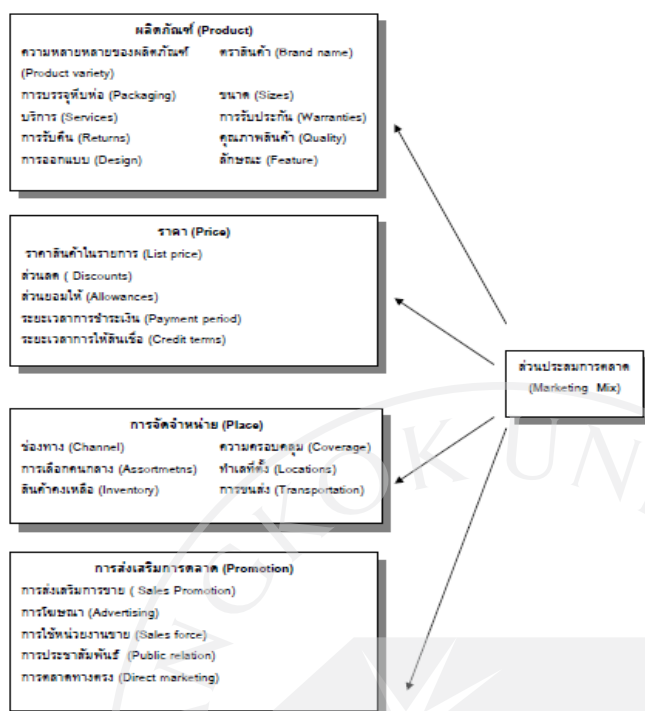 ผลิตภัณฑ์ (Product)
ความหลายหลายของผลิตภัณฑ์ ตราสินค้า (Brand name)
(Product variety)
การบรรจุหีบห่อ (Packaging) ขนาด (Sizes)
บริการ (Services) การรับประกัน (Warranties)
การรับคืน (Returns) คุณภาพสินค้า (Quality)
การออกแบบ (Design) ลักษณะ (Feature)
ราคา (Price)
ราคาสินค้าในรายการ (List price)
ส่วนลด ( Discounts)
ส่วนยอมให้ (Allowances)
ระยะเวลาการชำระเงิน (Payment period)
ระยะเวลาการให้สินเชื่อ (Credit terms)
ส่วนประสมการตลาด
(Marketing Mix)
การจัดจำหน่าย (Place)
ช่องทาง (Channel) ความครอบคลุม (Coverage)
การเลือกคนกลาง (Assortmetns) ทำเลที่ตั้ง (Locations)
สินค้าคงเหลือ (Inventory) การขนส่ง (Transportation)
การส่งเสริมการตลาด (Promotion)
การส่งเสริมการขาย ( Sales Promotion)
การโฆษณา (Advertising)
การใช้หน่วยงานขาย (Sales force)
การประชาสัมพันธ์ (Public relation)
การตลาดทางตรง (Direct marketing)